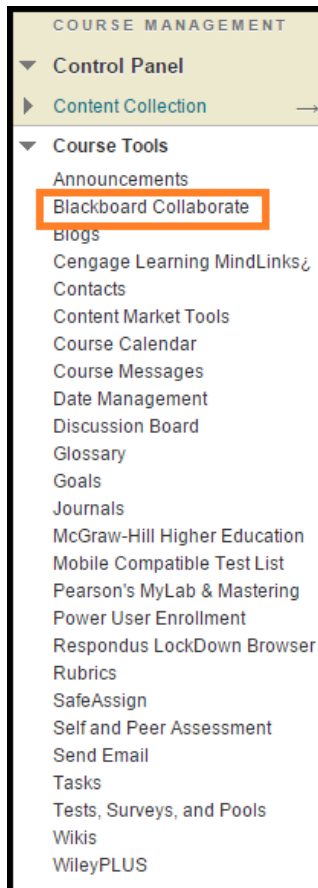 COURSE MANAGEMENT
Control Panel
Content Collection
Course Tools
Announcements
Blackboard Collaborate
Blogs
Cengage Learning MindLinks¿
Contacts
Content Market Tools
Course Calendar
Course Messages
Date Management
Discussion Board
Glossary
Goals
Journals
McGraw-Hill Higher Education
Mobile Compatible Test List
Pearson's MyLab & Mastering
Power User Enrollment
Respondus LockDown Browser
Rubrics
SafeAssign
Self and Peer Assessment
Send Email
Tasks
Tests, Surveys, and Pools
Wikis
WileyPLUS